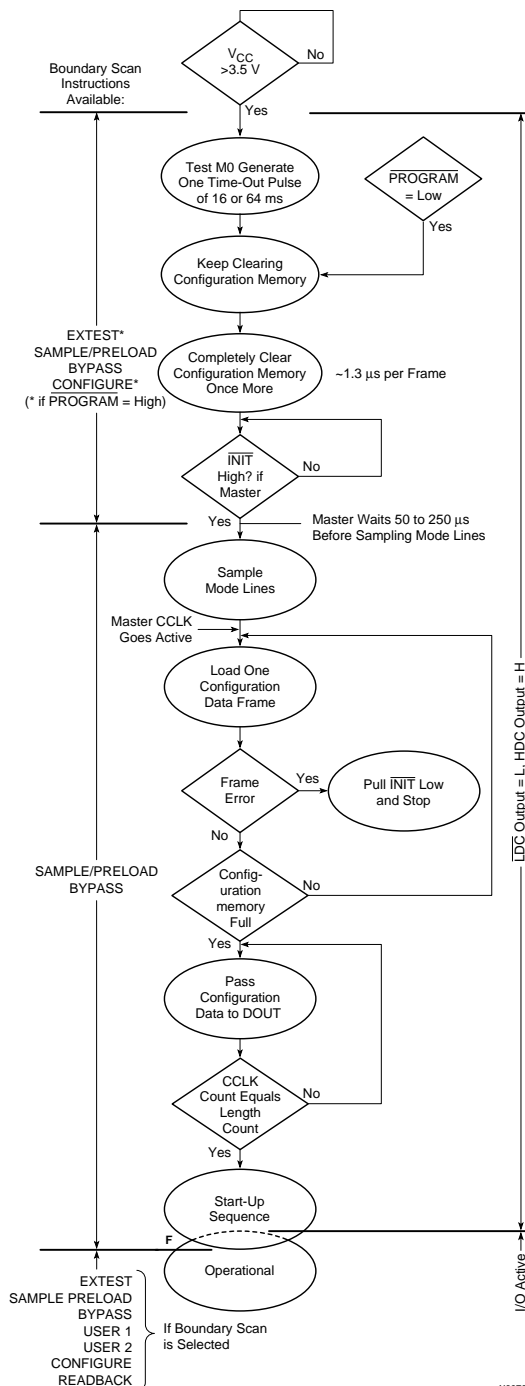 VCC
>3.5 V
No
Boundary Scan
Instructions
Available:
Yes
Test M0 Generate
One Time-Out Pulse
of 16 or 64 ms
PROGRAM
= Low
Yes
Keep Clearing
Configuration Memory
EXTEST*
SAMPLE/PRELOAD
BYPASS
CONFIGURE*
(* if PROGRAM = High)
Completely Clear
Configuration Memory
Once More
~1.3 µs per Frame
INIT
High? if
Master
No
Yes
Master Waits 50 to 250 µs
Before Sampling Mode Lines
Sample
Mode Lines
Master CCLK
Goes Active
Load One
Configuration
Data Frame
LDC Output = L, HDC Output = H
Frame
Error
Yes
Pull INIT Low
and Stop
No
SAMPLE/PRELOAD
BYPASS
Config-
uration
memory
Full
No
Yes
Pass
Configuration
Data to DOUT
CCLK
Count Equals
Length
Count
No
Yes
Start-Up
Sequence
F
Operational
I/O Active
EXTEST
SAMPLE PRELOAD
BYPASS
USER 1
USER 2
CONFIGURE
READBACK
If Boundary Scan
is Selected